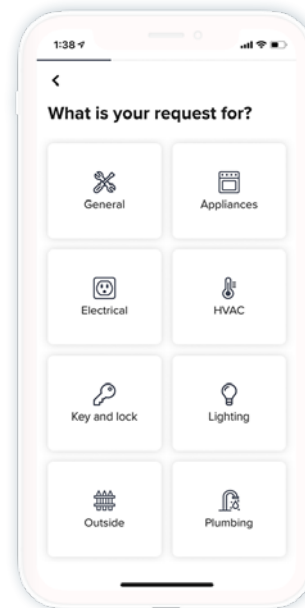 1:38
What is your request for?
General
Appliances
Electrical
HVAC
Key and lock
Lighting
Outside
Plumbing